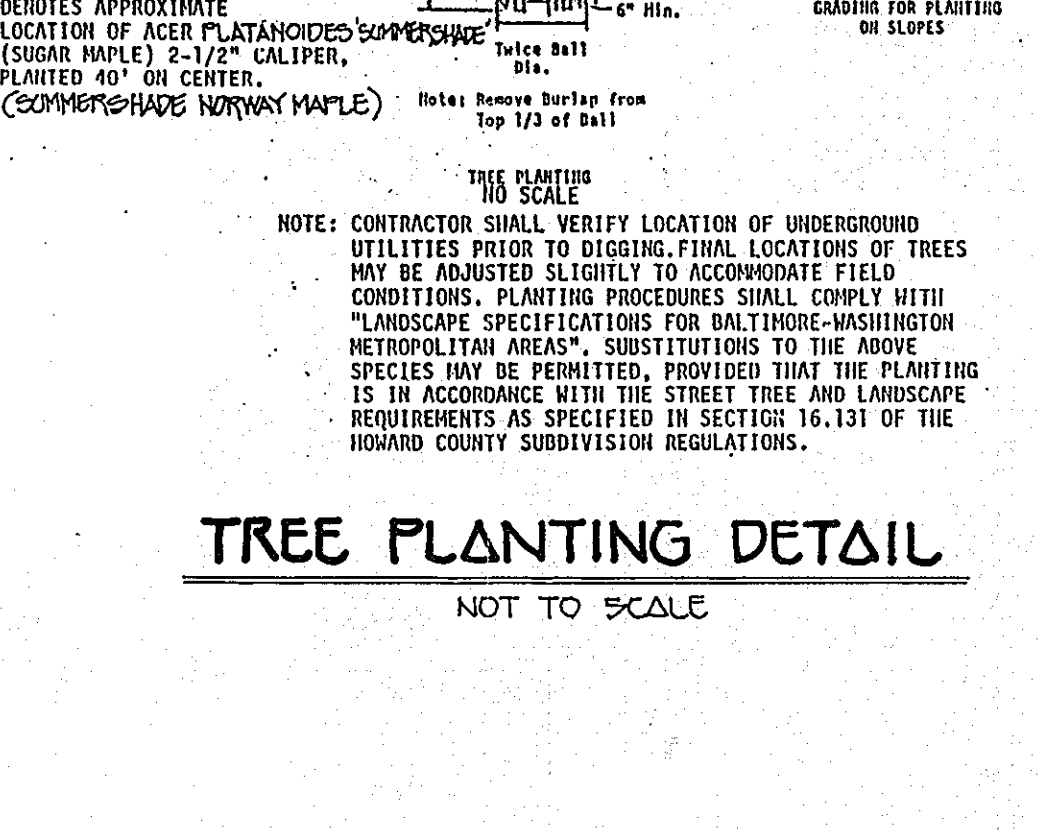 DENOTES APPROXIMATE
LOCATION OF ACER PLATANOIDES 'SUMMERSHADE'
(SUGAR MAPLE) 2-1/2" CALIPER,
PLANTED 40' ON CENTER.
(SUMMERSHADE NORWAY MAPLE)
6" Min.
Twice Ball
Dia.
Note: Remove Burlap from
Top 1/3 of Ball
GRADING FOR PLANTING
ON SLOPES
TREE PLANTING
NO SCALE
NOTE: CONTRACTOR SHALL VERIFY LOCATION OF UNDERGROUND
UTILITIES PRIOR TO DIGGING. FINAL LOCATIONS OF TREES
MAY BE ADJUSTED SLIGHTLY TO ACCOMMODATE FIELD
CONDITIONS. PLANTING PROCEDURES SHALL COMPLY WITH
"LANDSCAPE SPECIFICATIONS FOR BALTIMORE-WASHINGTON
METROPOLITAN AREAS". SUBSTITUTIONS TO THE ABOVE
SPECIES MAY BE PERMITTED, PROVIDED THAT THE PLANTING
IS IN ACCORDANCE WITH THE STREET TREE AND LANDSCAPE
REQUIREMENTS AS SPECIFIED IN SECTION 16.131 OF THE
HOWARD COUNTY SUBDIVISION REGULATIONS.
TREE PLANTING DETAIL
NOT TO SCALE